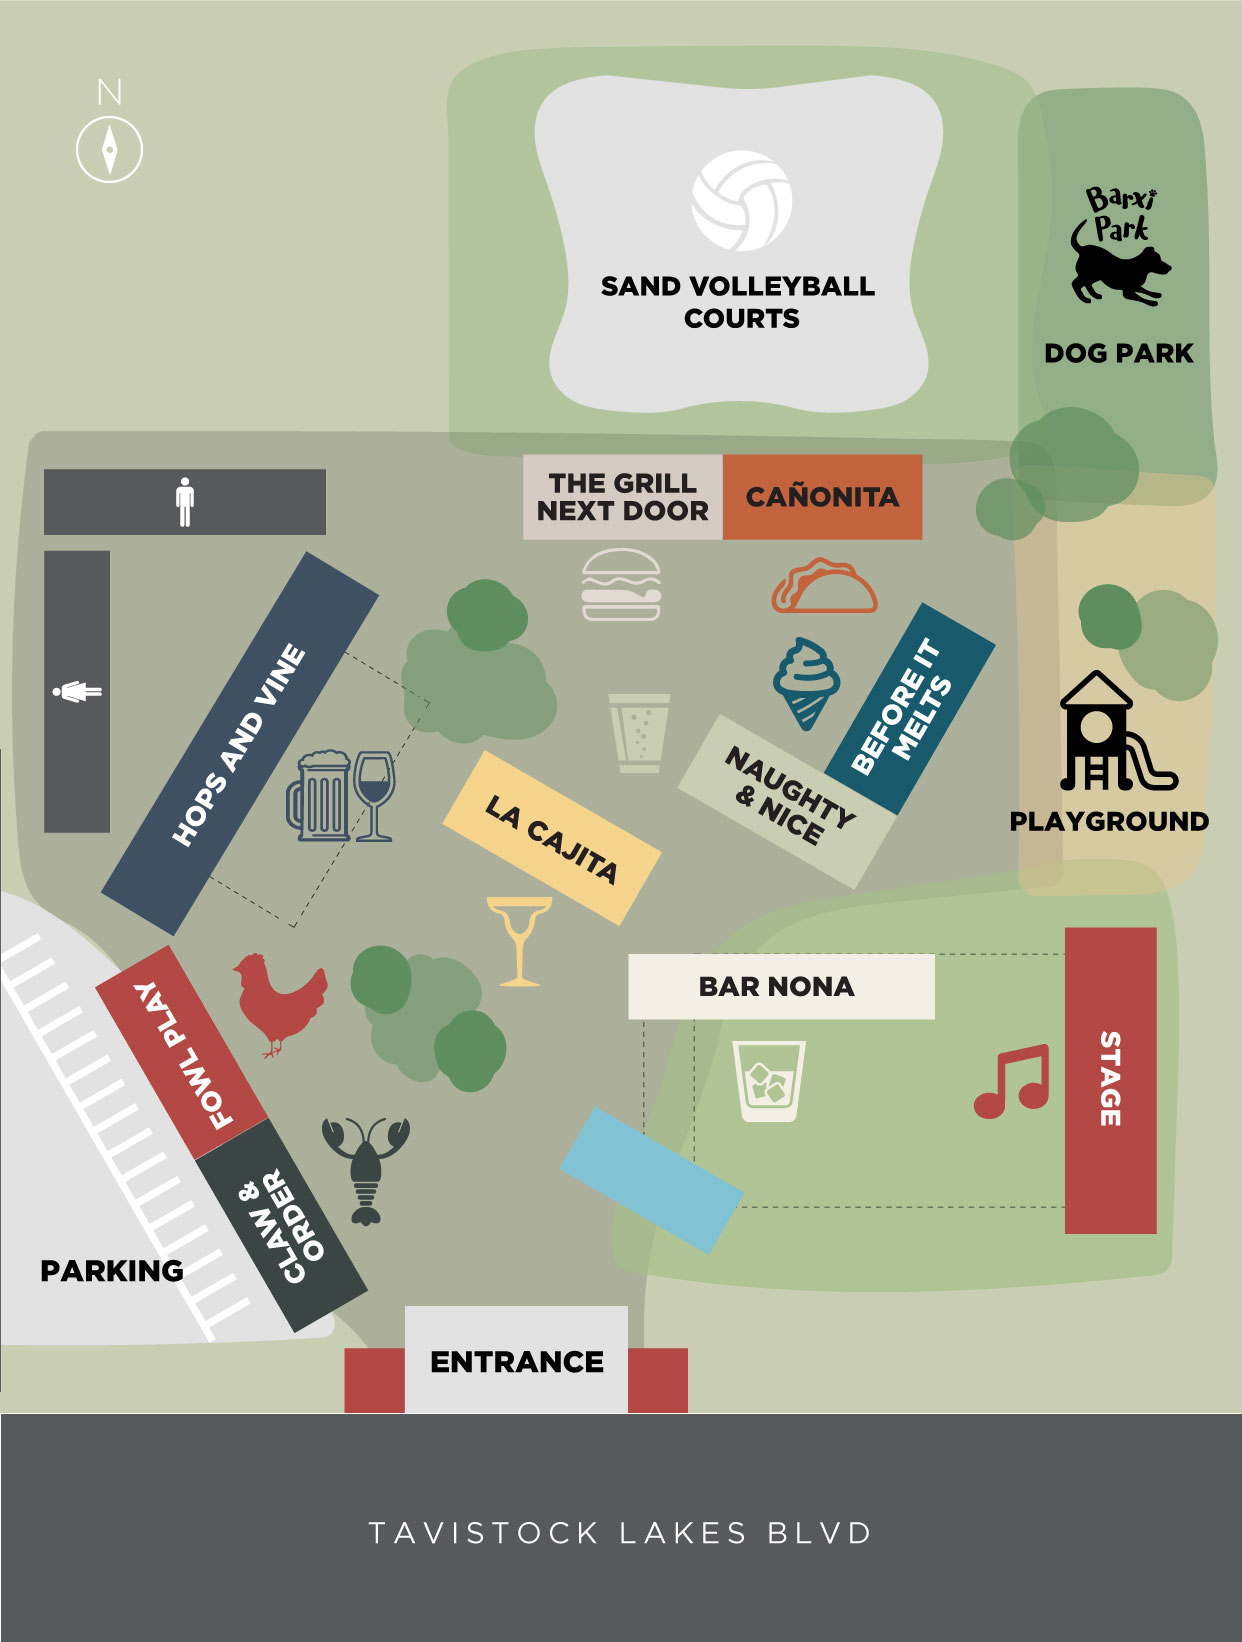 N
Barxi
Park
SAND VOLLEYBALL
COURTS
DOG PARK
THE GRILL
NEXT DOOR
CAÑONITA
HOPS AND VINE
BEFORE IT
MELTS
NAUGHTY
& NICE
LA CAJITA
PLAYGROUND
BAR NONA
STAGE
FOWL PLAY
CLAW &
ORDER
PARKING
ENTRANCE
TAVISTOCK LAKES BLVD